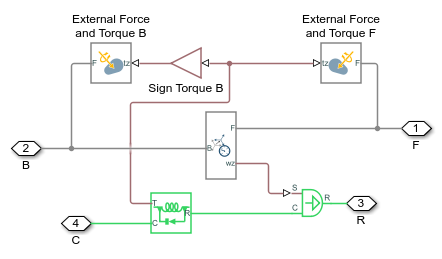 External Force
and Torque B
External Force
and Torque F
F
tz
tz
F
Sign Torque B
2
B
B
F
wz
1
F
T
C
R
S
C
R
3
R
4
C